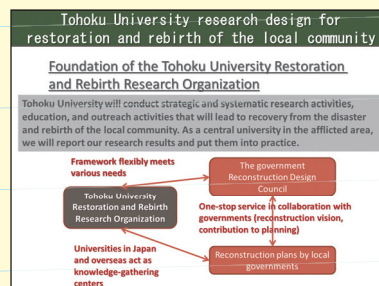 Tohoku University research design for
restoration and rebirth of the local community
Foundation of the Tohoku University Restoration
and Rebirth Research Organization
Tohoku University will conduct strategic and systematic research activities,
education, and outreach activities that will lead to recovery from the disaster
and rebirth of the local community. As a central university in the afflicted area,
we will report our research results and put them into practice.
Framework flexibly meets
various needs
The government
Reconstruction Design
Council
Tohoku University
Restoration and Rebirth
Research Organization
One-stop service in collaboration with
governments (reconstruction vision,
contribution to planning)
Universities in Japan
and overseas act as
knowledge-gathering
centers
Reconstruction plans by local
governments